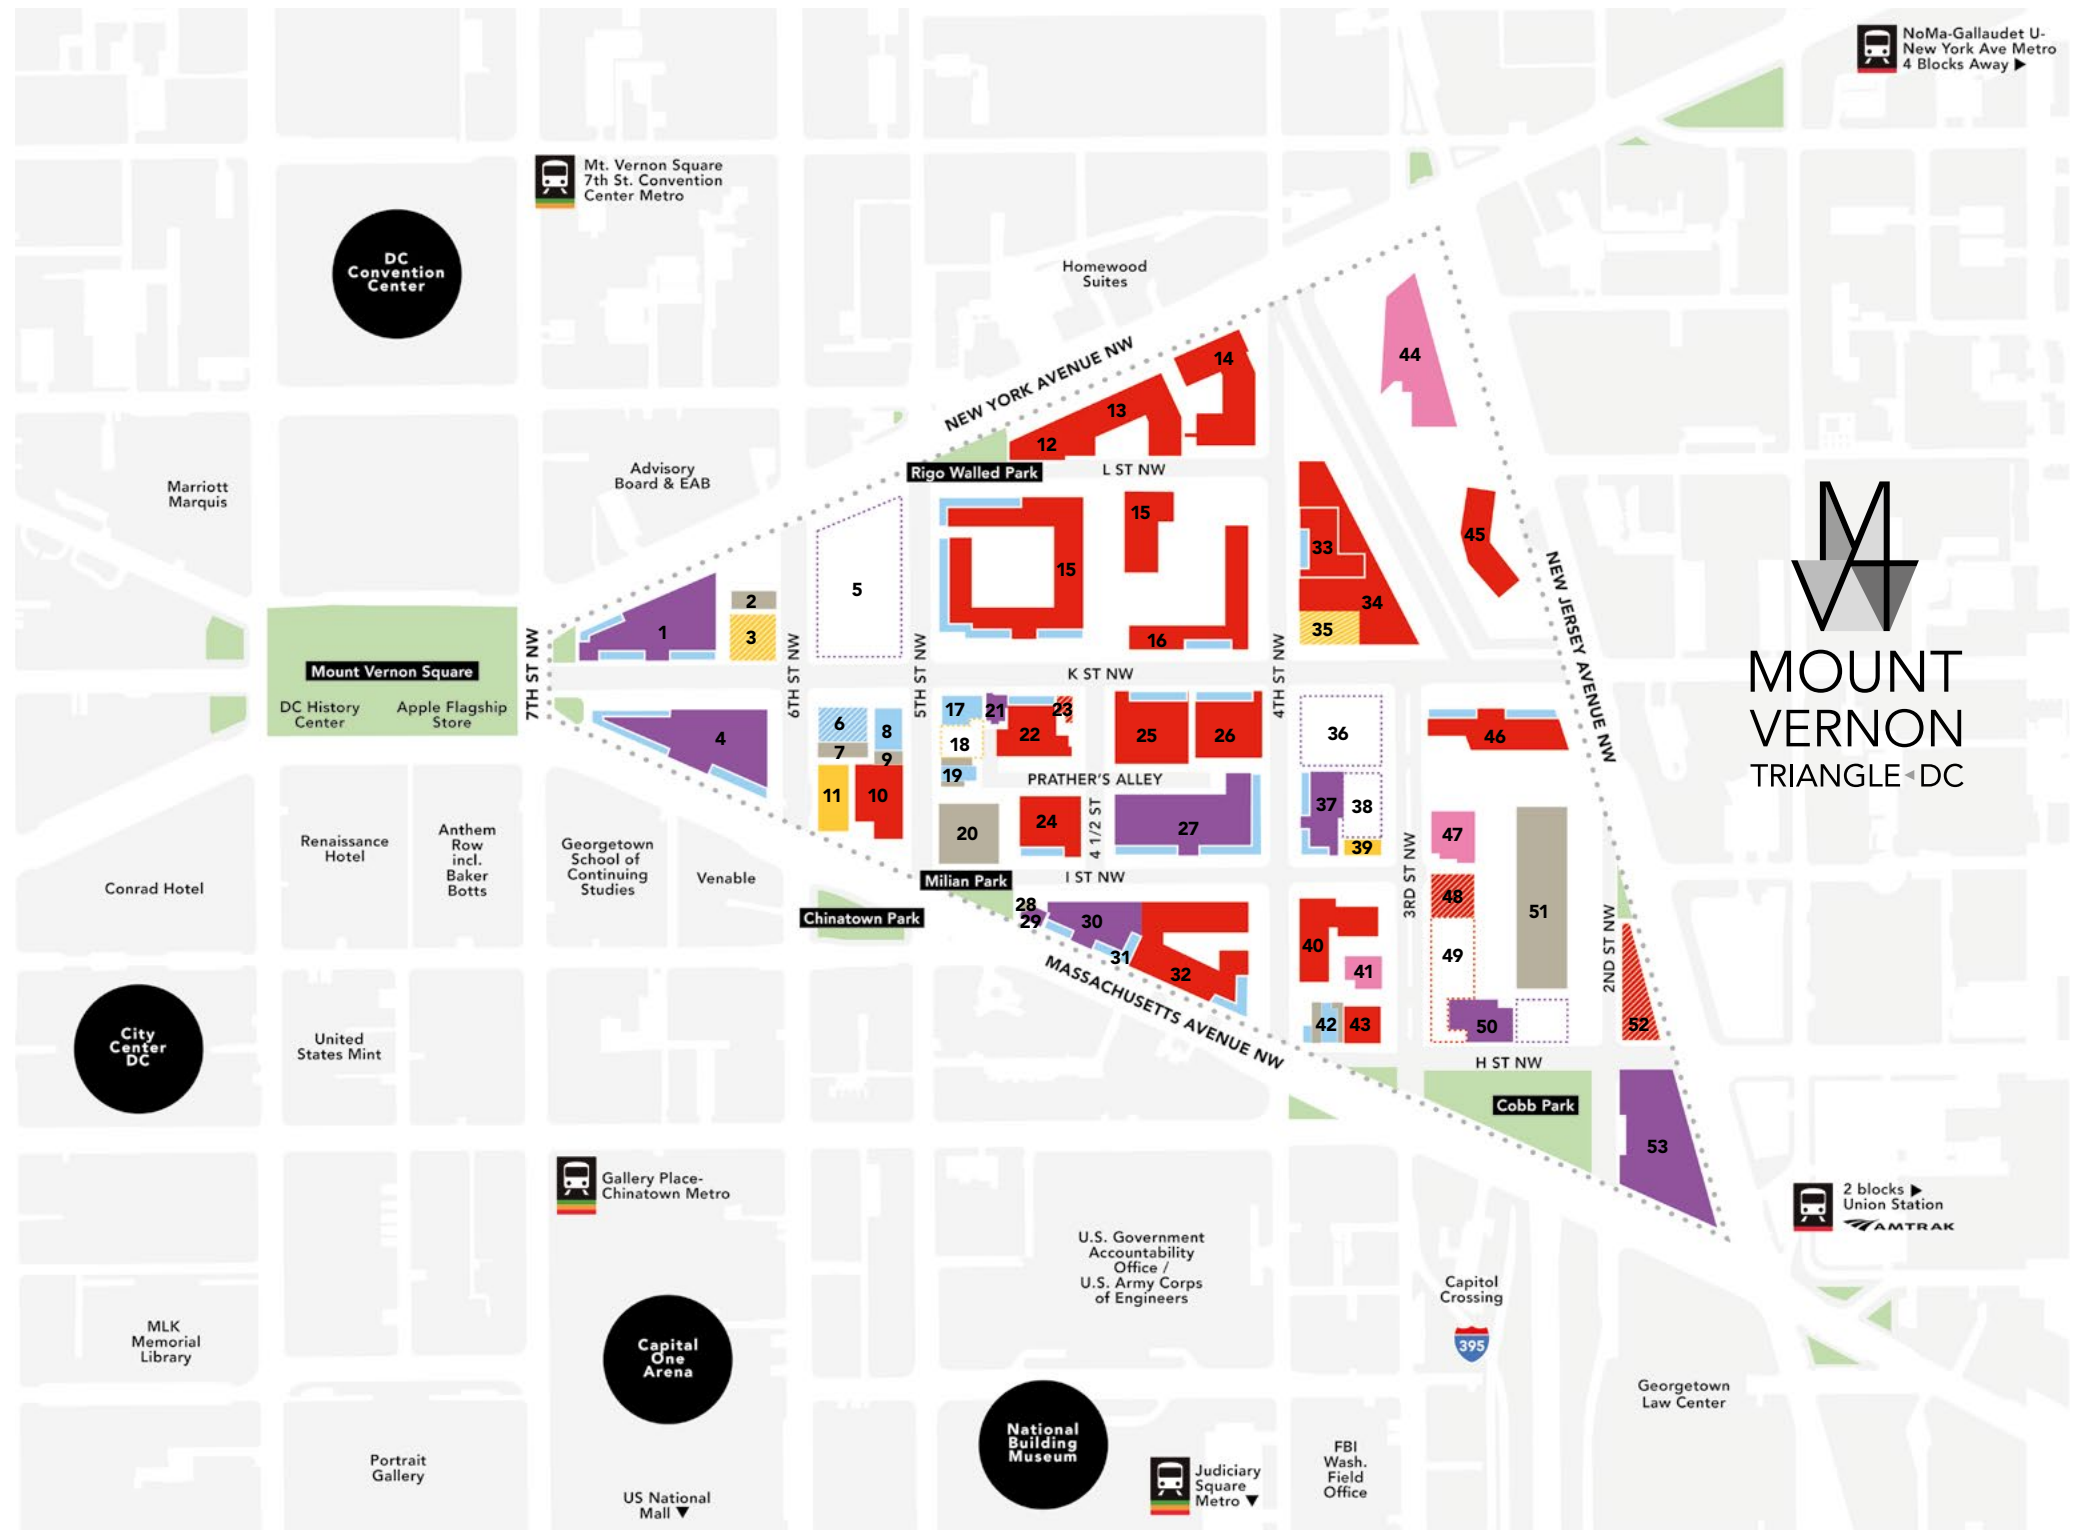 NoMa-Gallaudet U-
New York Ave Metro
4 Blocks Away ▶
Mt. Vernon Square
7th St. Convention
Center Metro
DC
Convention
Center
Homewood
Suites
NEW YORK AVENUE NW
14
44
13
12
Rigo Walled Park
L ST NW
Advisory
Board & EAB
Marriott
Marquis
15
15
33
45
5
2
1
3
34
35
16
NEW JERSEY AVENUE NW
MOUNT
VERNON
TRIANGLE DC
7TH ST NW
6TH ST NW
5TH ST NW
4TH ST NW
K ST NW
Mount Vernon Square
DC History
Center
Apple Flagship
Store
4
6
7
8
9
11
10
17
18
19
20
21
22
23
25
26
36
46
PRATHER'S ALLEY
24
4 1/2 ST
27
37
38
39
3RD ST NW
47
48
49
50
51
2ND ST NW
52
Renaissance
Hotel
Anthem
Row
incl.
Baker
Botts
Georgetown
School of
Continuing
Studies
Venable
Conrad Hotel
Milian Park
I ST NW
Chinatown Park
28
29
30
31
32
40
41
42
43
MASSACHUSETTS AVENUE NW
H ST NW
Cobb Park
53
City
Center
DC
United
States Mint
Gallery Place-
Chinatown Metro
2 blocks ▶
Union Station
AMTRAK
U.S. Government
Accountability
Office /
U.S. Army Corps
of Engineers
Capitol
Crossing
395
MLK
Memorial
Library
Capital
One
Arena
Georgetown
Law Center
National
Building
Museum
Portrait
Gallery
US National
Mall ▼
Judiciary
Square
Metro ▼
FBI
Wash.
Field
Office